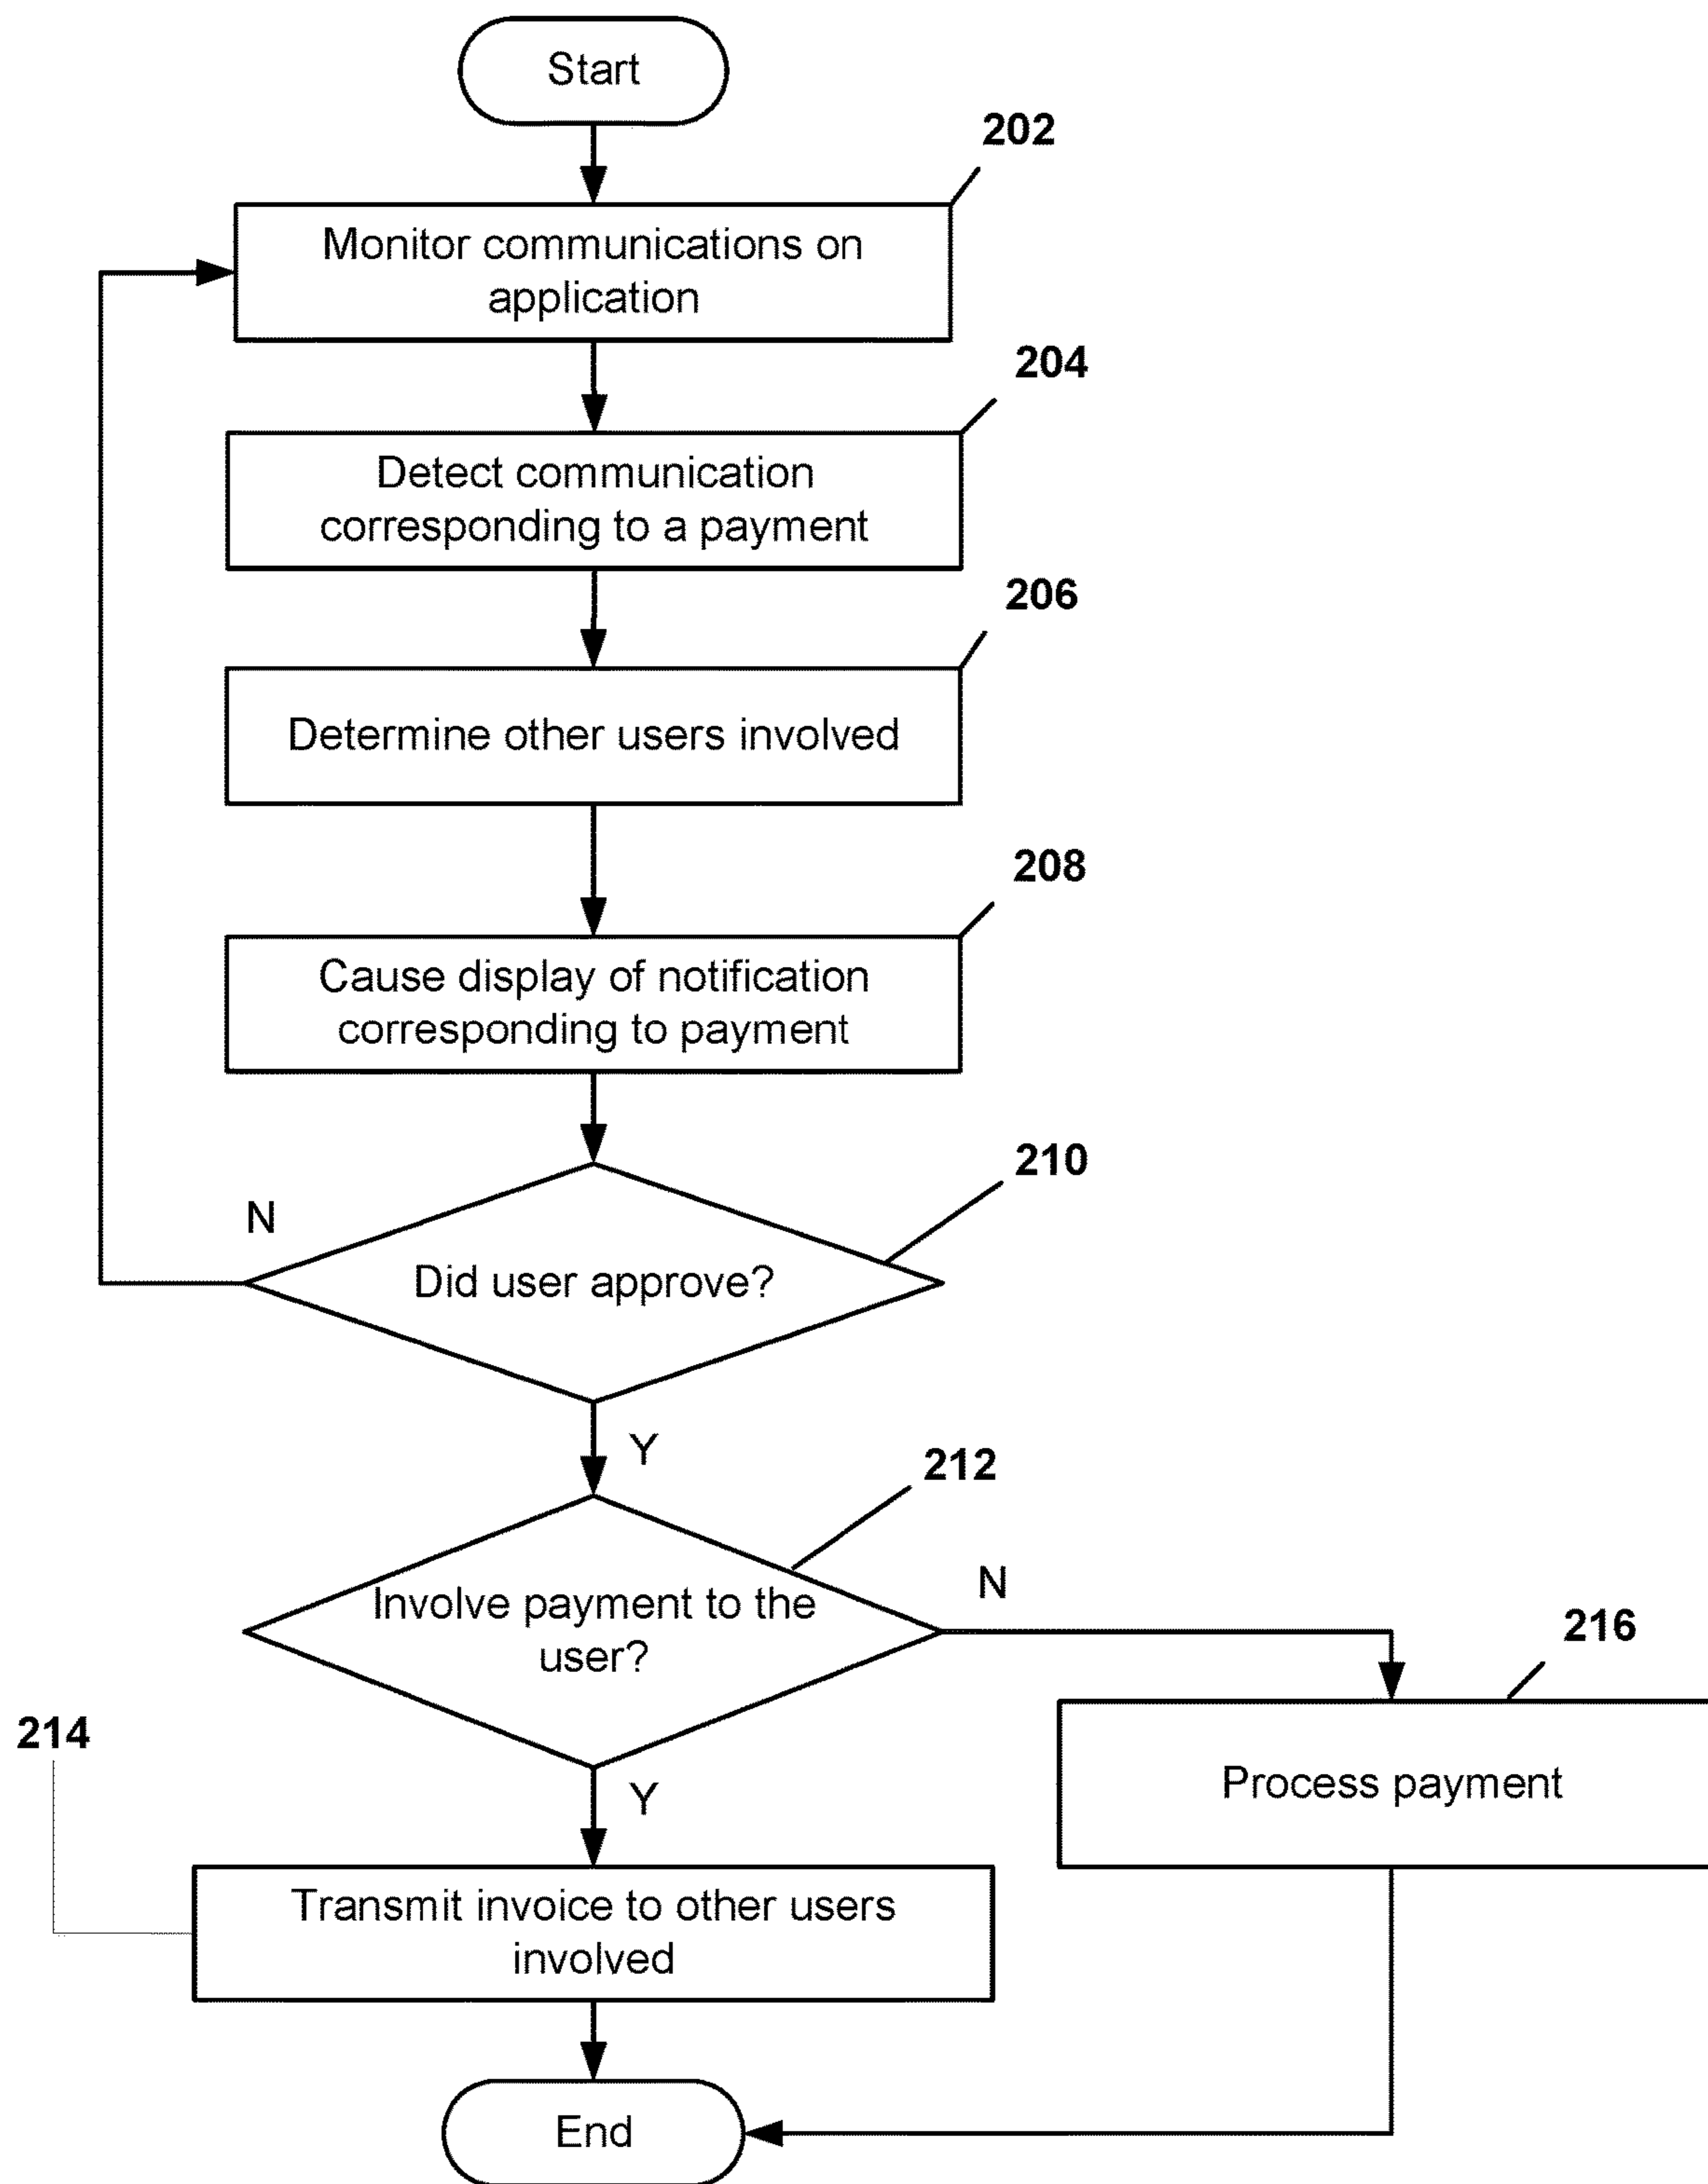 Start
202
Monitor communications on
application
204
Detect communication
corresponding to a payment
206
Determine other users involved
208
Cause display of notification
corresponding to payment
210
N
Did user approve?
Y
212
Involve payment to the
user?
N
216
Process payment
214
Y
Transmit invoice to other users
involved
End